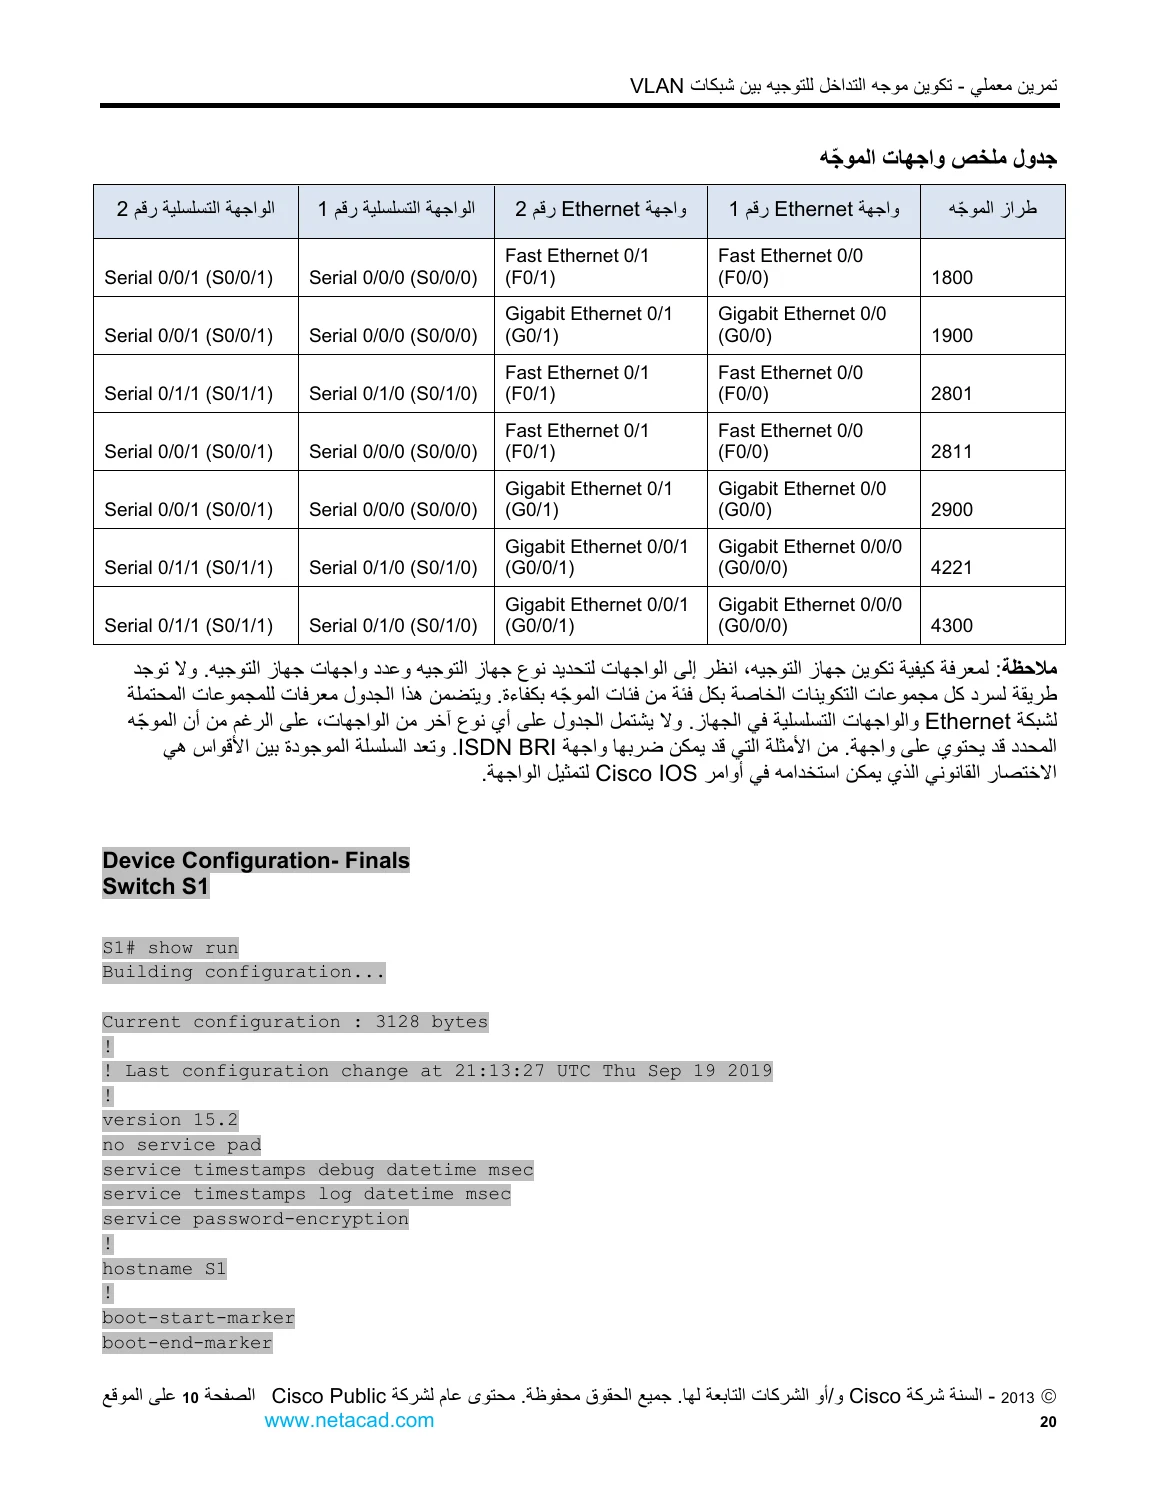 تمرين معملي - تكوين موجه التداخل للتوجيه بين شبكات VLAN
جدول ملخص واجهات الموجّه
طراز الموجّه واجهة Ethernet رقم 1 واجهة Ethernet رقم 2 الواجهة التسلسلية رقم 1 الواجهة التسلسلية رقم 2
1800 Fast Ethernet 0/0 (F0/0) Fast Ethernet 0/1 (F0/1) Serial 0/0/0 (S0/0/0) Serial 0/0/1 (S0/0/1)
1900 Gigabit Ethernet 0/0 (G0/0) Gigabit Ethernet 0/1 (G0/1) Serial 0/0/0 (S0/0/0) Serial 0/0/1 (S0/0/1)
2801 Fast Ethernet 0/0 (F0/0) Fast Ethernet 0/1 (F0/1) Serial 0/1/0 (S0/1/0) Serial 0/1/1 (S0/1/1)
2811 Fast Ethernet 0/0 (F0/0) Fast Ethernet 0/1 (F0/1) Serial 0/0/0 (S0/0/0) Serial 0/0/1 (S0/0/1)
2900 Gigabit Ethernet 0/0 (G0/0) Gigabit Ethernet 0/1 (G0/1) Serial 0/0/0 (S0/0/0) Serial 0/0/1 (S0/0/1)
4221 Gigabit Ethernet 0/0/0 (G0/0/0) Gigabit Ethernet 0/0/1 (G0/0/1) Serial 0/1/0 (S0/1/0) Serial 0/1/1 (S0/1/1)
4300 Gigabit Ethernet 0/0/0 (G0/0/0) Gigabit Ethernet 0/0/1 (G0/0/1) Serial 0/1/0 (S0/1/0) Serial 0/1/1 (S0/1/1)
ملاحظة: لمعرفة كيفية تكوين جهاز التوجيه، انظر إلى الواجهات لتحديد نوع جهاز التوجيه وعدد واجهات جهاز التوجيه. ولا توجد
طريقة لسرد كل مجموعات التكوينات الخاصة بكل فئة من فئات الموجّه بكفاءة. ويتضمن هذا الجدول معرفات للمجموعات المحتملة
لشبكة Ethernet والواجهات التسلسلية في الجهاز. ولا يشتمل الجدول على أي نوع آخر من الواجهات، على الرغم من أن الموجّه
المحدد قد يحتوي على واجهة. من الأمثلة التي قد يمكن ضربها واجهة ISDN BRI. وتعد السلسلة الموجودة بين الأقواس هي
الاختصار القانوني الذي يمكن استخدامه في أوامر Cisco IOS لتمثيل الواجهة.
Device Configuration- Finals
Switch S1
S1# show run
Building configuration...
Current configuration : 3128 bytes
!
! Last configuration change at 21:13:27 UTC Thu Sep 19 2019
!
version 15.2
no service pad
service timestamps debug datetime msec
service timestamps log datetime msec
service password-encryption
!
hostname S1
!
boot-start-marker
boot-end-marker
© 2013 - السنة شركة Cisco و/أو الشركات التابعة لها. جميع الحقوق محفوظة. محتوى عام لشركة Cisco Public الصفحة 10 على الموقع
20 www.netacad.com